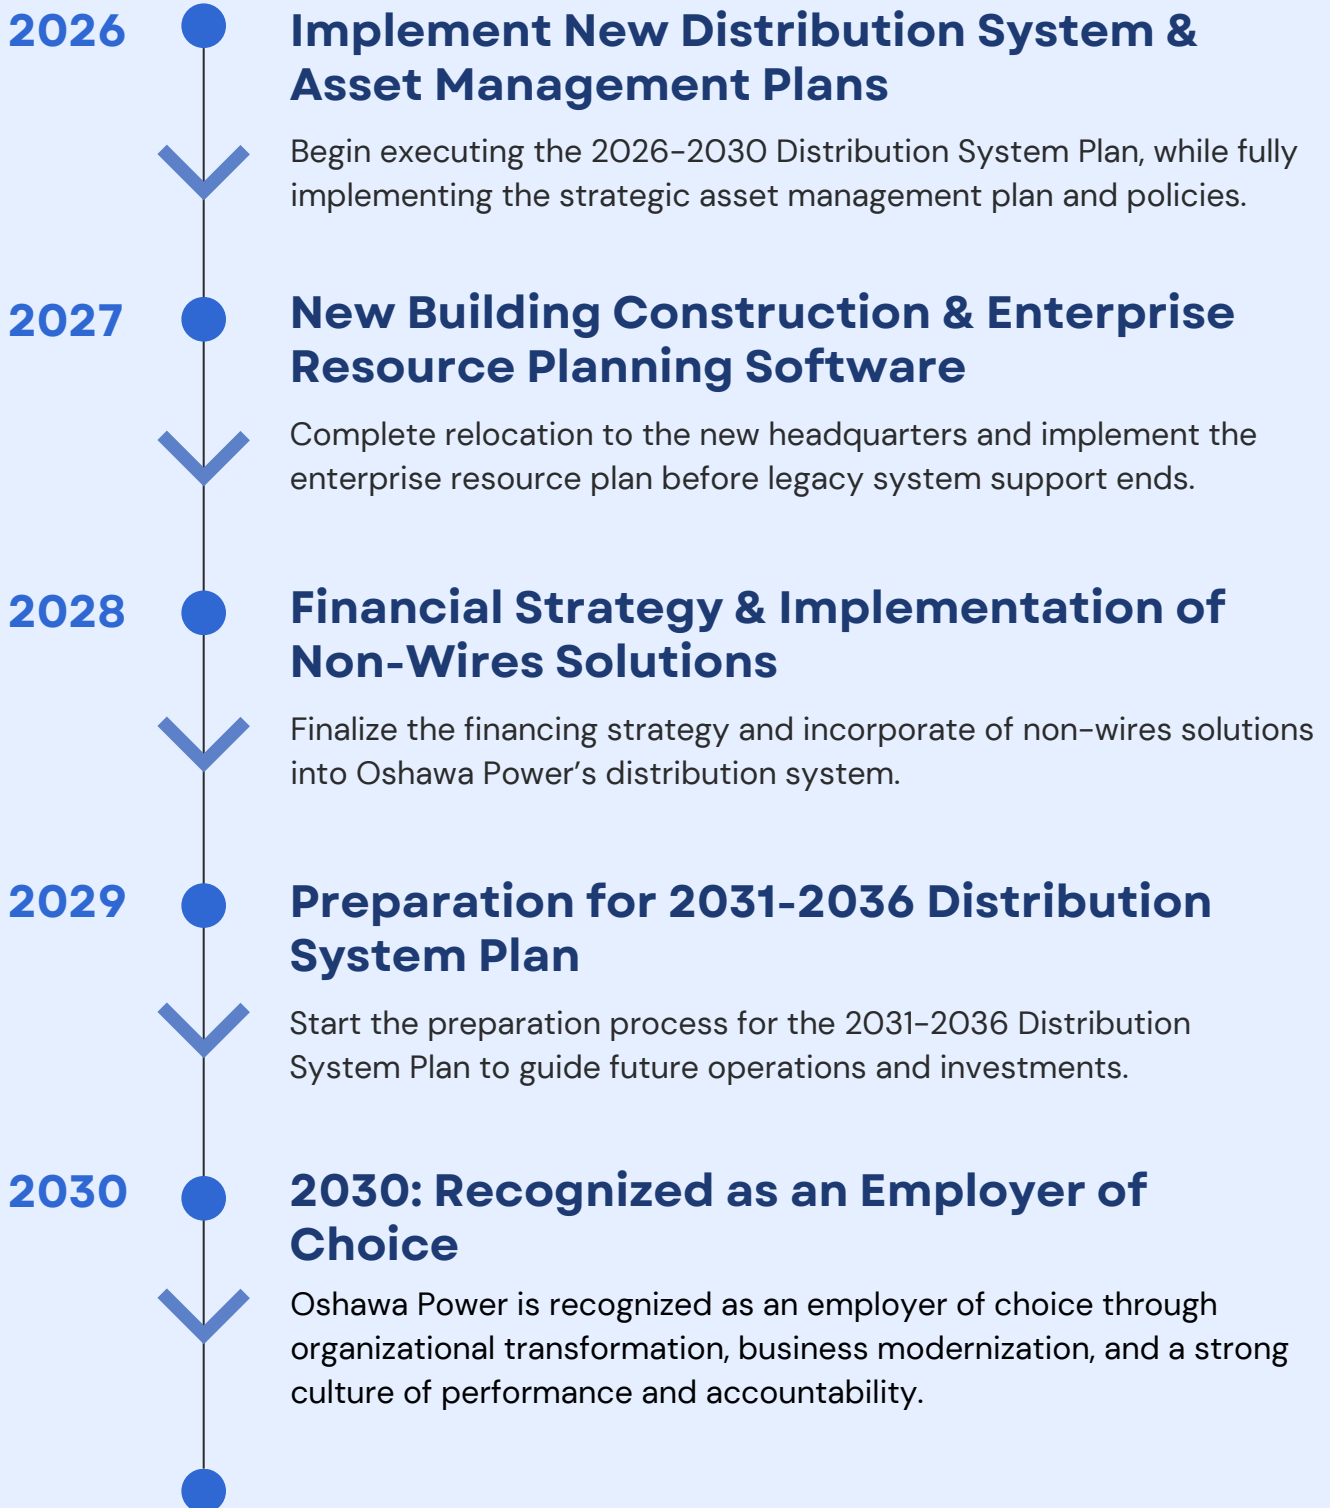 2026
Implement New Distribution System &
Asset Management Plans
Begin executing the 2026-2030 Distribution System Plan, while fully
implementing the strategic asset management plan and policies.
2027
New Building Construction & Enterprise
Resource Planning Software
Complete relocation to the new headquarters and implement the
enterprise resource plan before legacy system support ends.
2028
Financial Strategy & Implementation of
Non-Wires Solutions
Finalize the financing strategy and incorporate of non-wires solutions
into Oshawa Power’s distribution system.
2029
Preparation for 2031-2036 Distribution
System Plan
Start the preparation process for the 2031-2036 Distribution
System Plan to guide future operations and investments.
2030
2030: Recognized as an Employer of
Choice
Oshawa Power is recognized as an employer of choice through
organizational transformation, business modernization, and a strong
culture of performance and accountability.